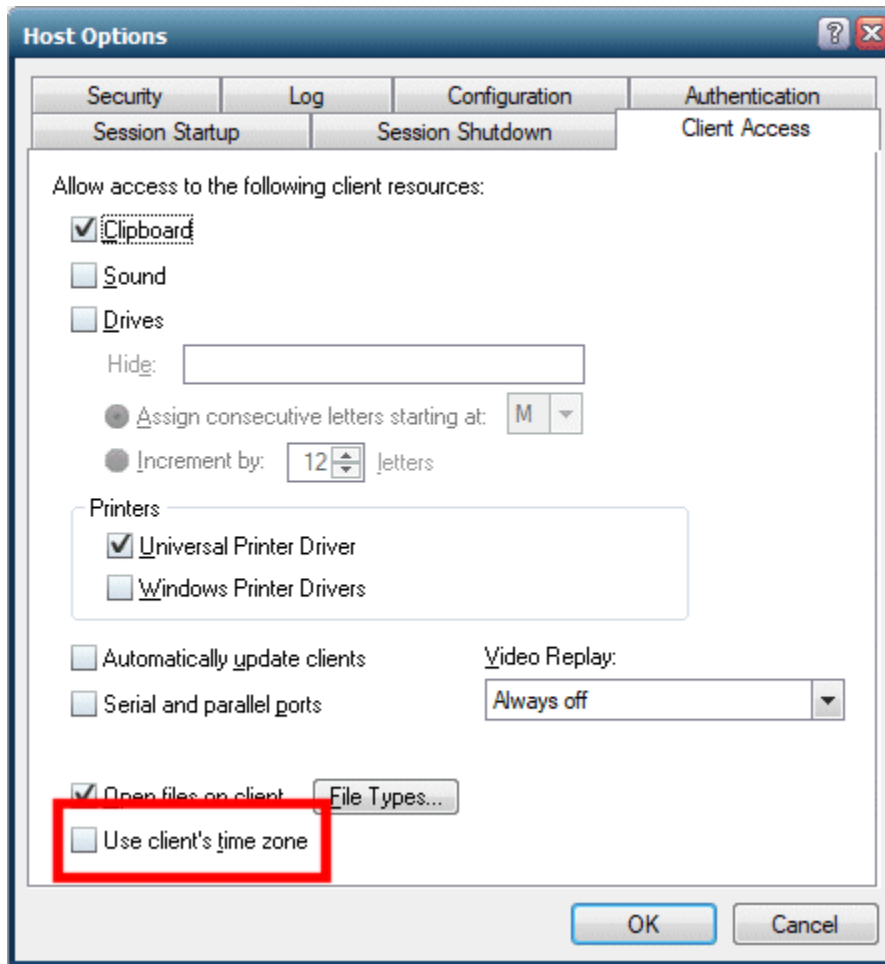 Host Options
Security Log Configuration Authentication
Session Startup Session Shutdown Client Access
Allow access to the following client resources:
Clipboard
Sound
Drives
Hide:
Assign consecutive letters starting at: M
Increment by: 12 letters
Printers
Universal Printer Driver
Windows Printer Drivers
Automatically update clients Video Replay:
Serial and parallel ports Always off
Open files on client File Types...
Use client's time zone
OK Cancel